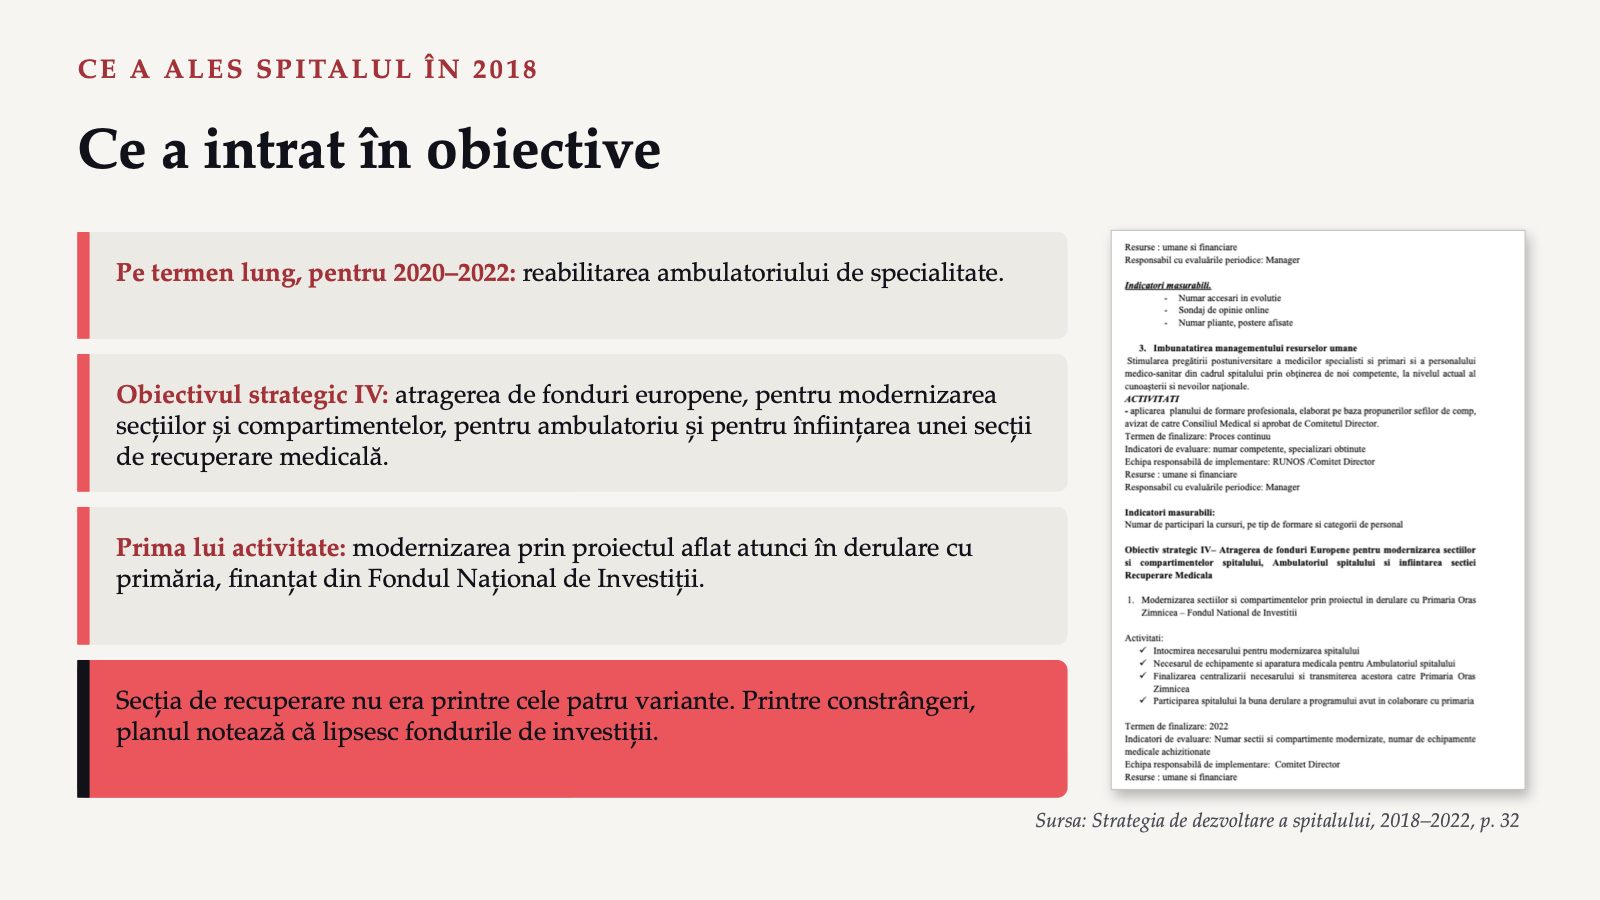 CE A ALES SPITALUL ÎN 2018
Ce a intrat în obiective
Pe termen lung, pentru 2020–2022: reabilitarea ambulatoriului de specialitate.
Obiectivul strategic IV: atragerea de fonduri europene, pentru modernizarea
secțiilor și compartimentelor, pentru ambulatoriu și pentru înființarea unei secții
de recuperare medicală.
Prima lui activitate: modernizarea prin proiectul aflat atunci în derulare cu
primăria, finanțat din Fondul Național de Investiții.
Secția de recuperare nu era printre cele patru variante. Printre constrângeri,
planul notează că lipsesc fondurile de investiții.
Resurse : umane si financiare
Responsabil cu evaluările periodice: Manager
Indicatori masurabili.
- Numar accesari in evolutie
- Sondaj de opinie online
- Numar pliante, postere afisate
3. Imbunatatirea managementului resurselor umane
Stimularea pregătirii postuniversitare a medicilor specialisti si primari si a personalului
medico-sanitar din cadrul spitalului prin obținerea de noi competente, la nivelul actual al
cunoașterii si nevoilor naționale.
ACTIVITATI
- aplicarea planului de formare profesionala, elaborat pe baza propunerilor sefilor de comp,
avizat de catre Consiliul Medical si aprobat de Comitetul Director.
Termen de finalizare: Proces continuu
Indicatori de evaluare: numar competente, specializari obtinute
Echipa responsabilă de implementare: RUNOS /Comitet Director
Resurse : umane si financiare
Responsabil cu evaluările periodice: Manager
Indicatori masurabili:
Numar de participari la cursuri, pe tip de formare si categorii de personal
Obiectiv strategic IV– Atragerea de fonduri Europene pentru modernizarea sectiilor
si compartimentelor spitalului, Ambulatoriul spitalului si infiintarea sectiei
Recuperare Medicala
1. Modernizarea sectiilor si compartimentelor prin proiectul in derulare cu Primaria Oras
Zimnicea – Fondul National de Investitii
Activitati:
✓ Intocmirea necesarului pentru modernizarea spitalului
✓ Necesarul de echipamente si aparatura medicala pentru Ambulatoriul spitalului
✓ Finalizarea centralizarii necesarului si transmiterea acestora catre Primaria Oras
Zimnicea
✓ Participarea spitalului la buna derulare a programului avut in colaborare cu primaria
Termen de finalizare: 2022
Indicatori de evaluare: Numar sectii si compartimente modernizate, numar de echipamente
medicale achizitionate
Echipa responsabilă de implementare: Comitet Director
Resurse : umane si financiare
Sursa: Strategia de dezvoltare a spitalului, 2018–2022, p. 32